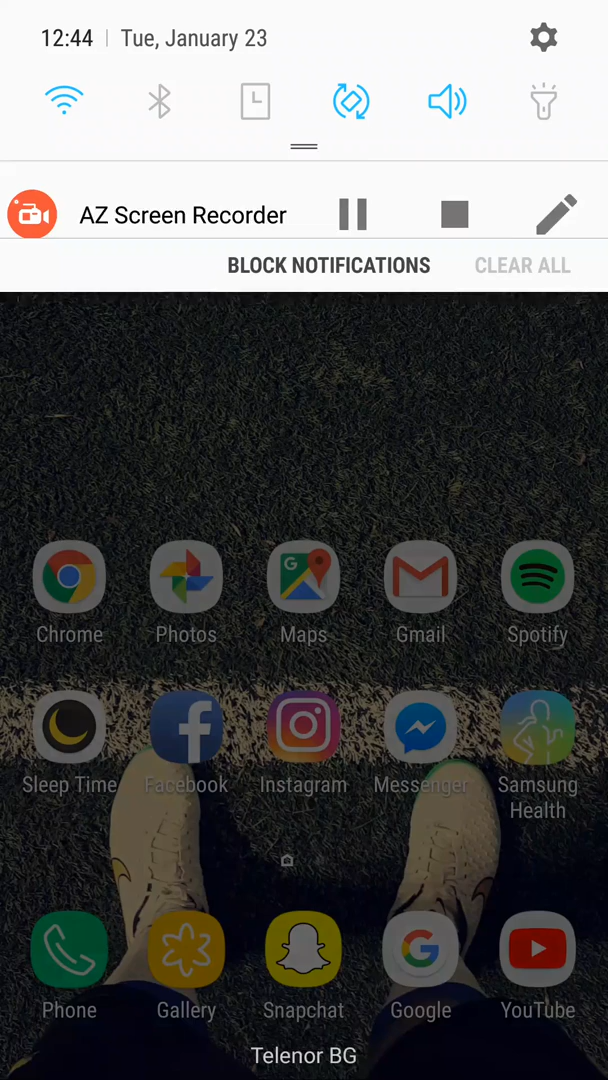 12:44 | Tue, January 23
AZ Screen Recorder
BLOCK NOTIFICATIONS CLEAR ALL
G
Chrome Photos Maps Gmail Spotify
Sleep Time Facebook Instagram Messenger Samsung Health
G
Phone Gallery Snapchat Google YouTube
Telenor BG